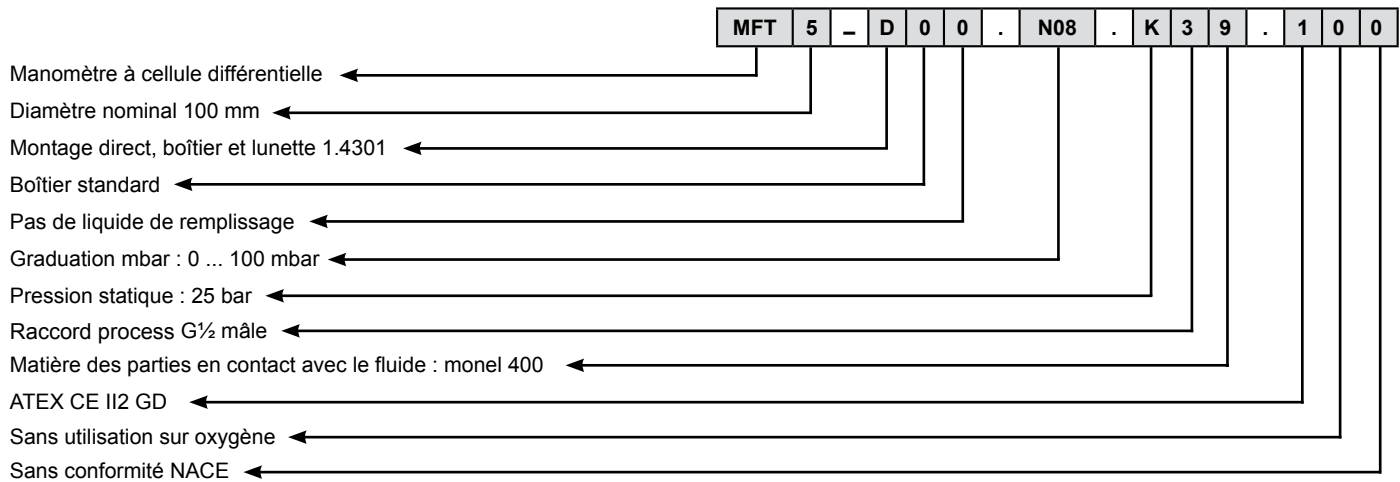 MFT 5 – D 0 0 . N08 . K 3 9 . 1 0 0
Manomètre à cellule différentielle
Diamètre nominal 100 mm
Montage direct, boîtier et lunette 1.4301
Boîtier standard
Pas de liquide de remplissage
Graduation mbar : 0 ... 100 mbar
Pression statique : 25 bar
Raccord process G½ mâle
Matière des parties en contact avec le fluide : monel 400
ATEX CE II2 GD
Sans utilisation sur oxygène
Sans conformité NACE